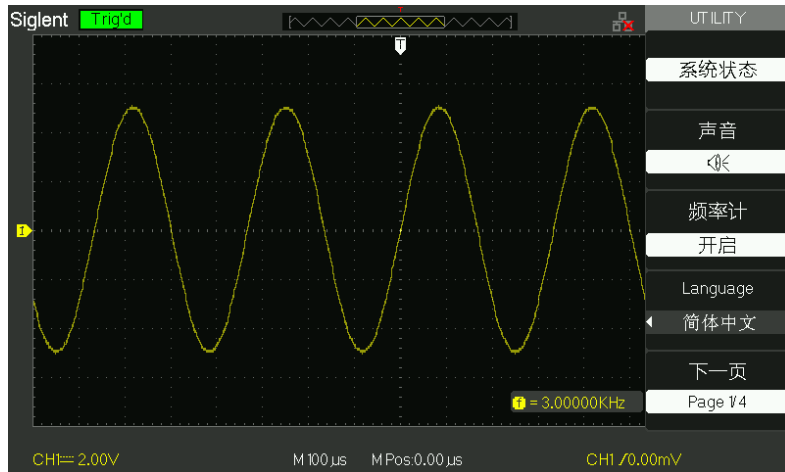 Siglent Trig'd
T
UTILITY
系统状态
声音
频率计
开启
Language
简体中文
下一页
Page 1/4
f = 3.00000KHz
CH1 2.00V M 100µs M Pos:0.00µs CH1 /0.00mV